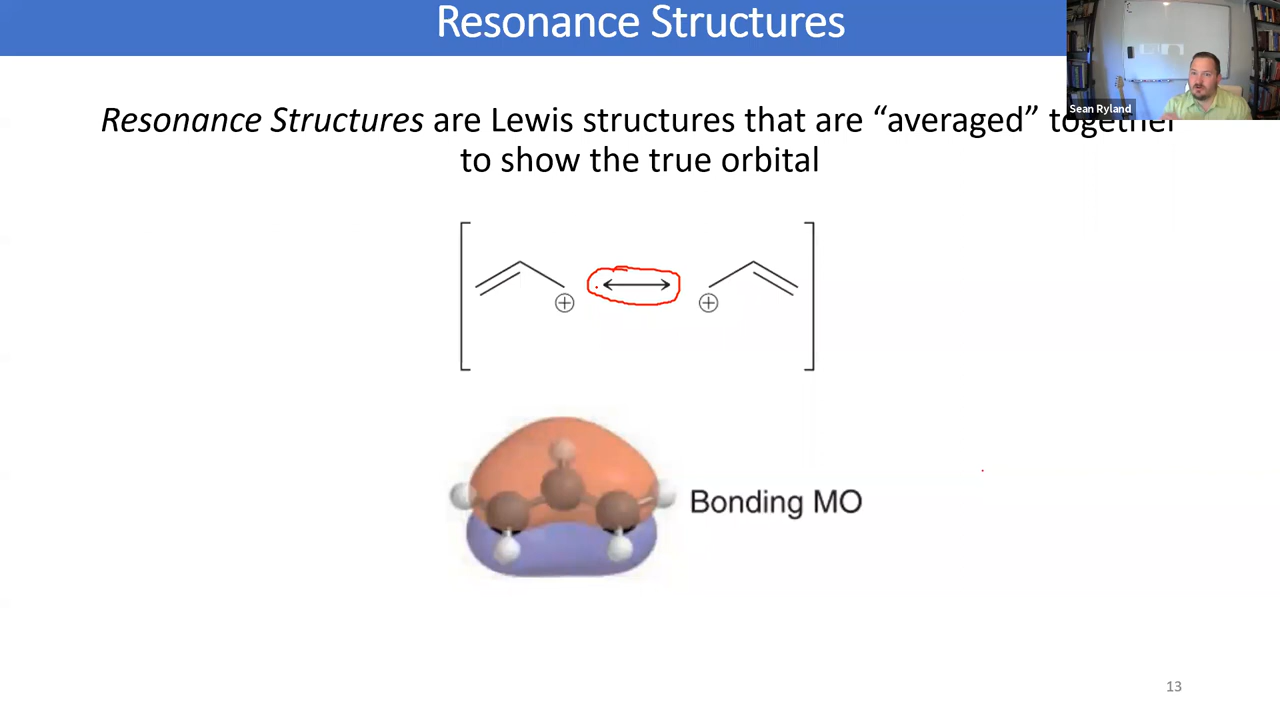 Resonance Structures
Sean Ryland
Resonance Structures are Lewis structures that are “averaged” together
to show the true orbital
⊕ ⊕
Bonding MO
13